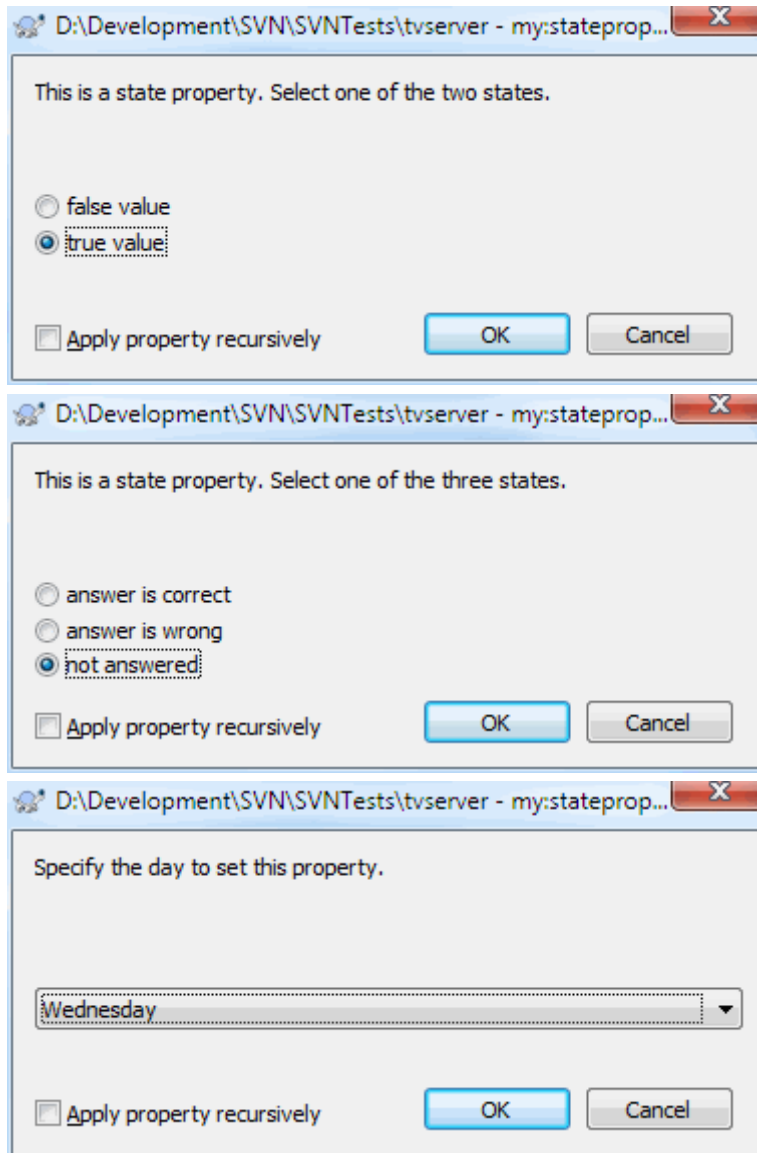 D:\Development\SVN\SVNTests\tvserver - my:stateprop...
This is a state property. Select one of the two states.
false value
true value
Apply property recursively OK Cancel
D:\Development\SVN\SVNTests\tvserver - my:stateprop...
This is a state property. Select one of the three states.
answer is correct
answer is wrong
not answered
Apply property recursively OK Cancel
D:\Development\SVN\SVNTests\tvserver - my:stateprop...
Specify the day to set this property.
Wednesday
Apply property recursively OK Cancel